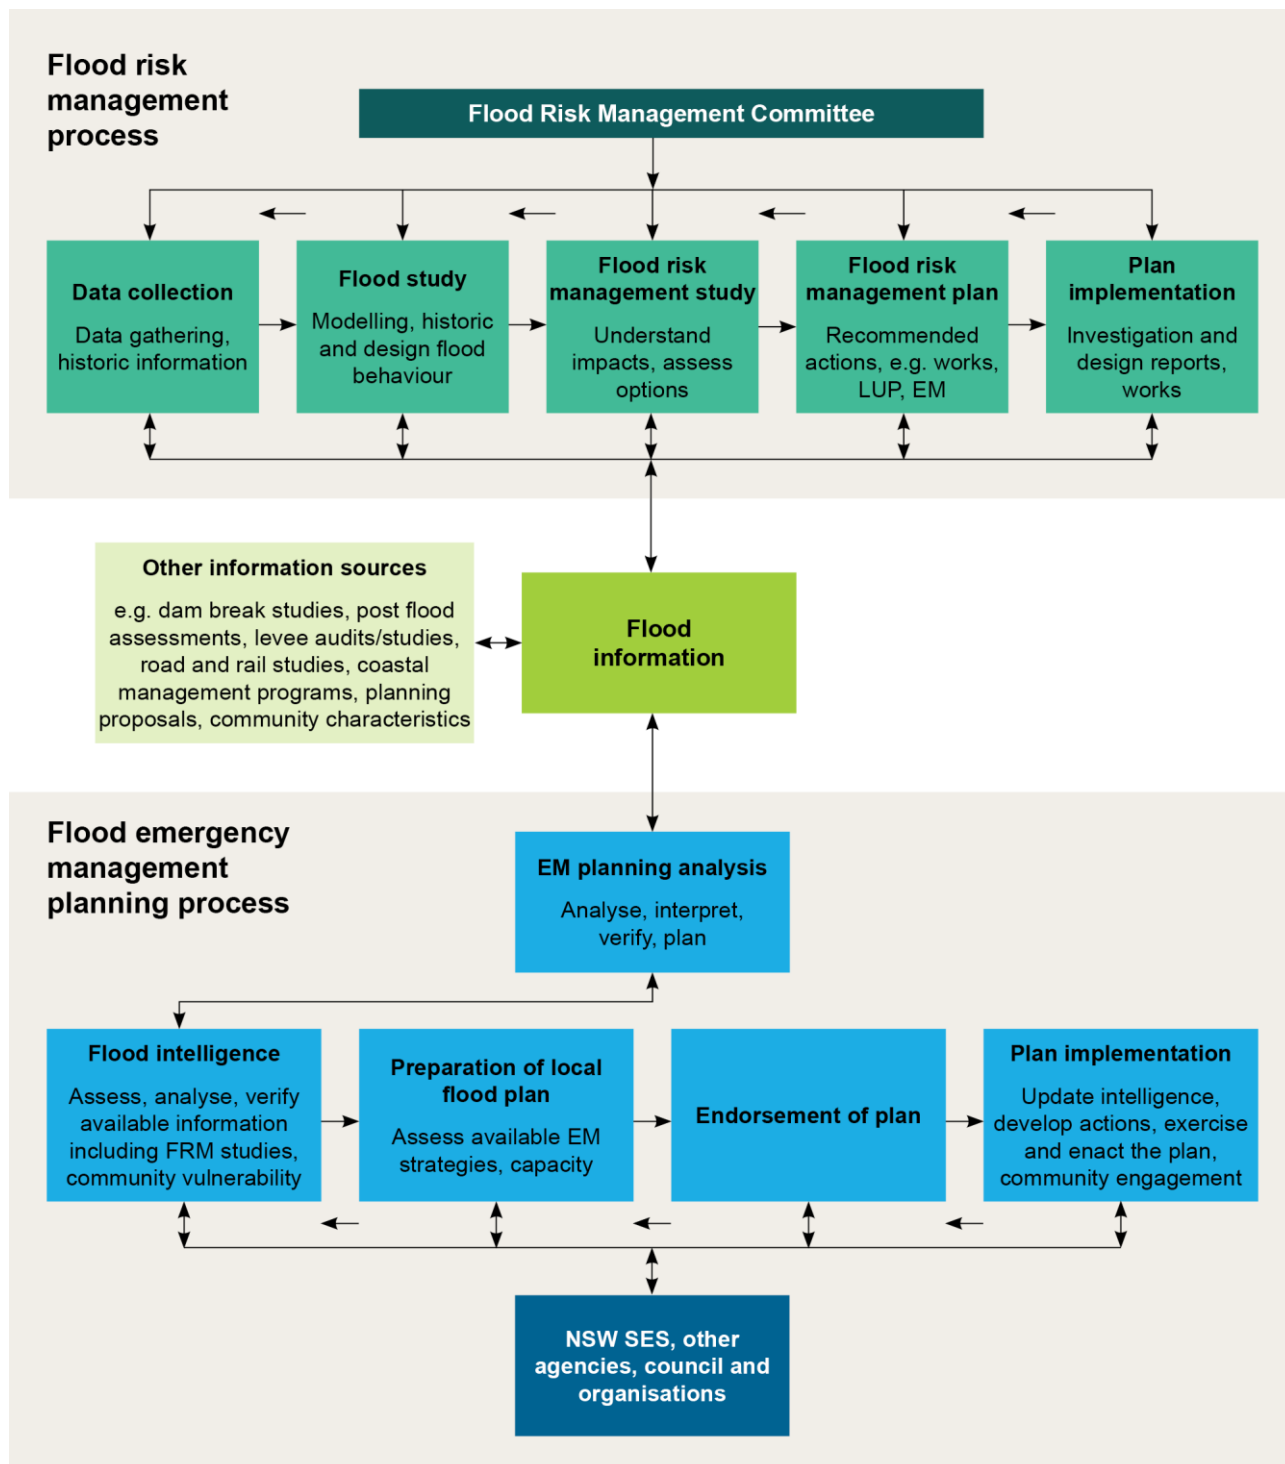 Flood risk
management
process
Flood Risk Management Committee
Data collection
Data gathering,
historic information
Flood study
Modelling, historic
and design flood
behaviour
Flood risk
management study
Understand
impacts, assess
options
Flood risk
management plan
Recommended
actions, e.g. works,
LUP, EM
Plan
implementation
Investigation and
design reports,
works
Other information sources
e.g. dam break studies, post flood
assessments, levee audits/studies,
road and rail studies, coastal
management programs, planning
proposals, community characteristics
Flood
information
Flood emergency
management
planning process
EM planning analysis
Analyse, interpret,
verify, plan
Flood intelligence
Assess, analyse, verify
available information
including FRM studies,
community vulnerability
Preparation of local
flood plan
Assess available EM
strategies, capacity
Endorsement of plan
Plan implementation
Update intelligence,
develop actions, exercise
and enact the plan,
community engagement
NSW SES, other
agencies, council and
organisations